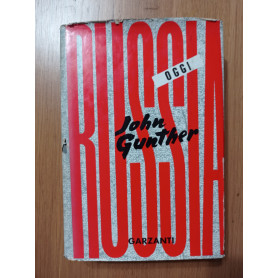 RUSSIA
OGGI
John
Gunther
GARZANTI